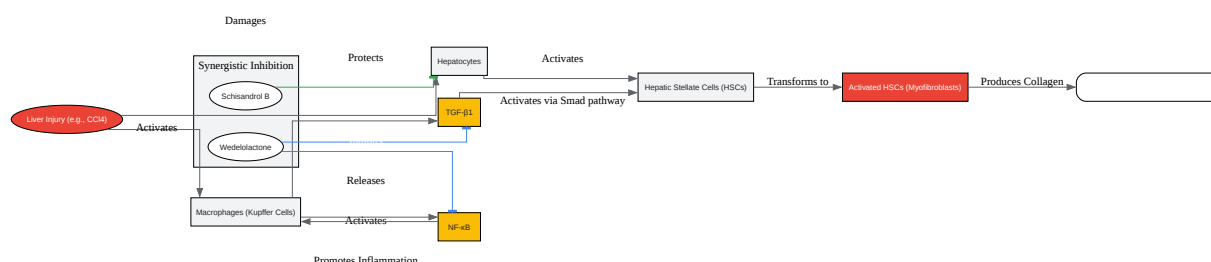 Damages
Synergistic Inhibition
Protects
Hepatocytes
Activates
Schisandrol B
Hepatic Stellate Cells (HSCs)
Transforms to
Activated HSCs (Myofibroblasts)
Produces Collagen
Activates via Smad pathway
TGF-β1
Liver Injury (e.g., CCl4)
Activates
Wedelolactone
Releases
Macrophages (Kupffer Cells)
Activates
NF-κB
Promotes Inflammation